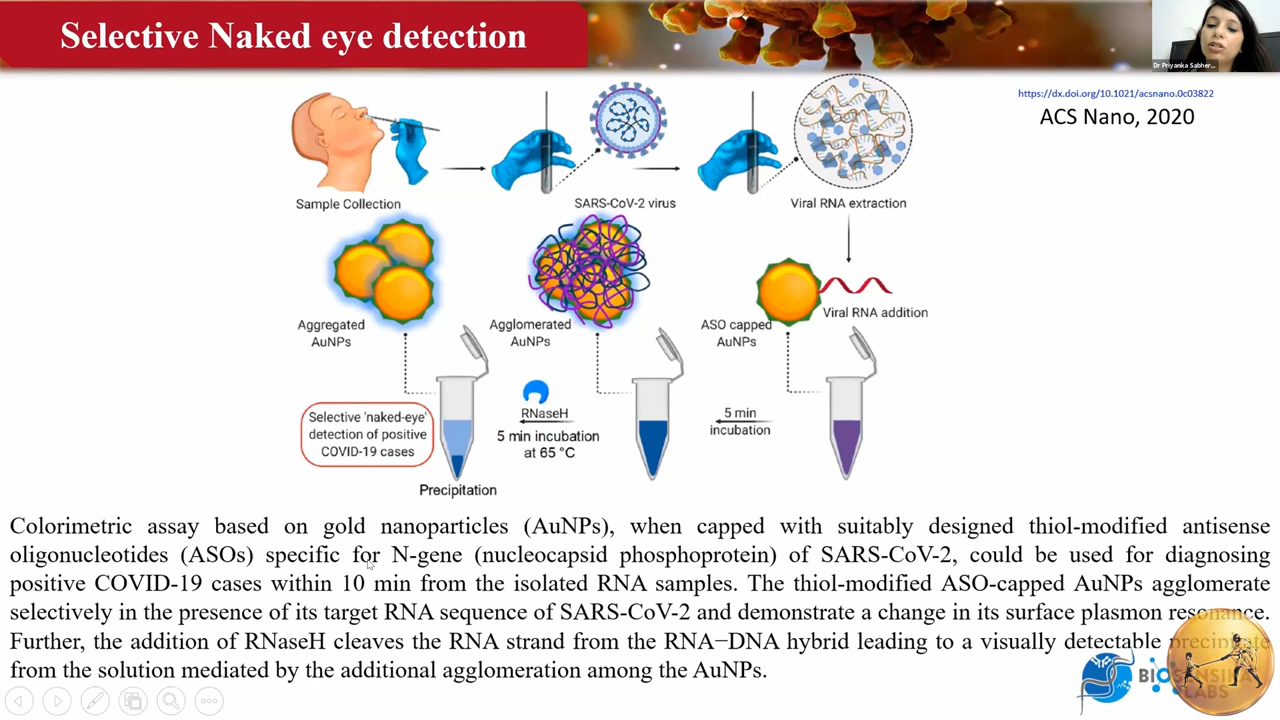 Selective Naked eye detection
Dr Priyanka Sabher...
https://dx.doi.org/10.1021/acsnano.0c03822
ACS Nano, 2020
Sample Collection
SARS-CoV-2 virus
Viral RNA extraction
Aggregated
AuNPs
Agglomerated
AuNPs
ASO capped
AuNPs
Viral RNA addition
Selective 'naked-eye'
detection of positive
COVID-19 cases
RNaseH
5 min incubation
at 65 °C
5 min
incubation
Precipitation
Colorimetric assay based on gold nanoparticles (AuNPs), when capped with suitably designed thiol-modified antisense
oligonucleotides (ASOs) specific for N-gene (nucleocapsid phosphoprotein) of SARS-CoV-2, could be used for diagnosing
positive COVID-19 cases within 10 min from the isolated RNA samples. The thiol-modified ASO-capped AuNPs agglomerate
selectively in the presence of its target RNA sequence of SARS-CoV-2 and demonstrate a change in its surface plasmon resonance.
Further, the addition of RNaseH cleaves the RNA strand from the RNA−DNA hybrid leading to a visually detectable precipitate
from the solution mediated by the additional agglomeration among the AuNPs.
LABS